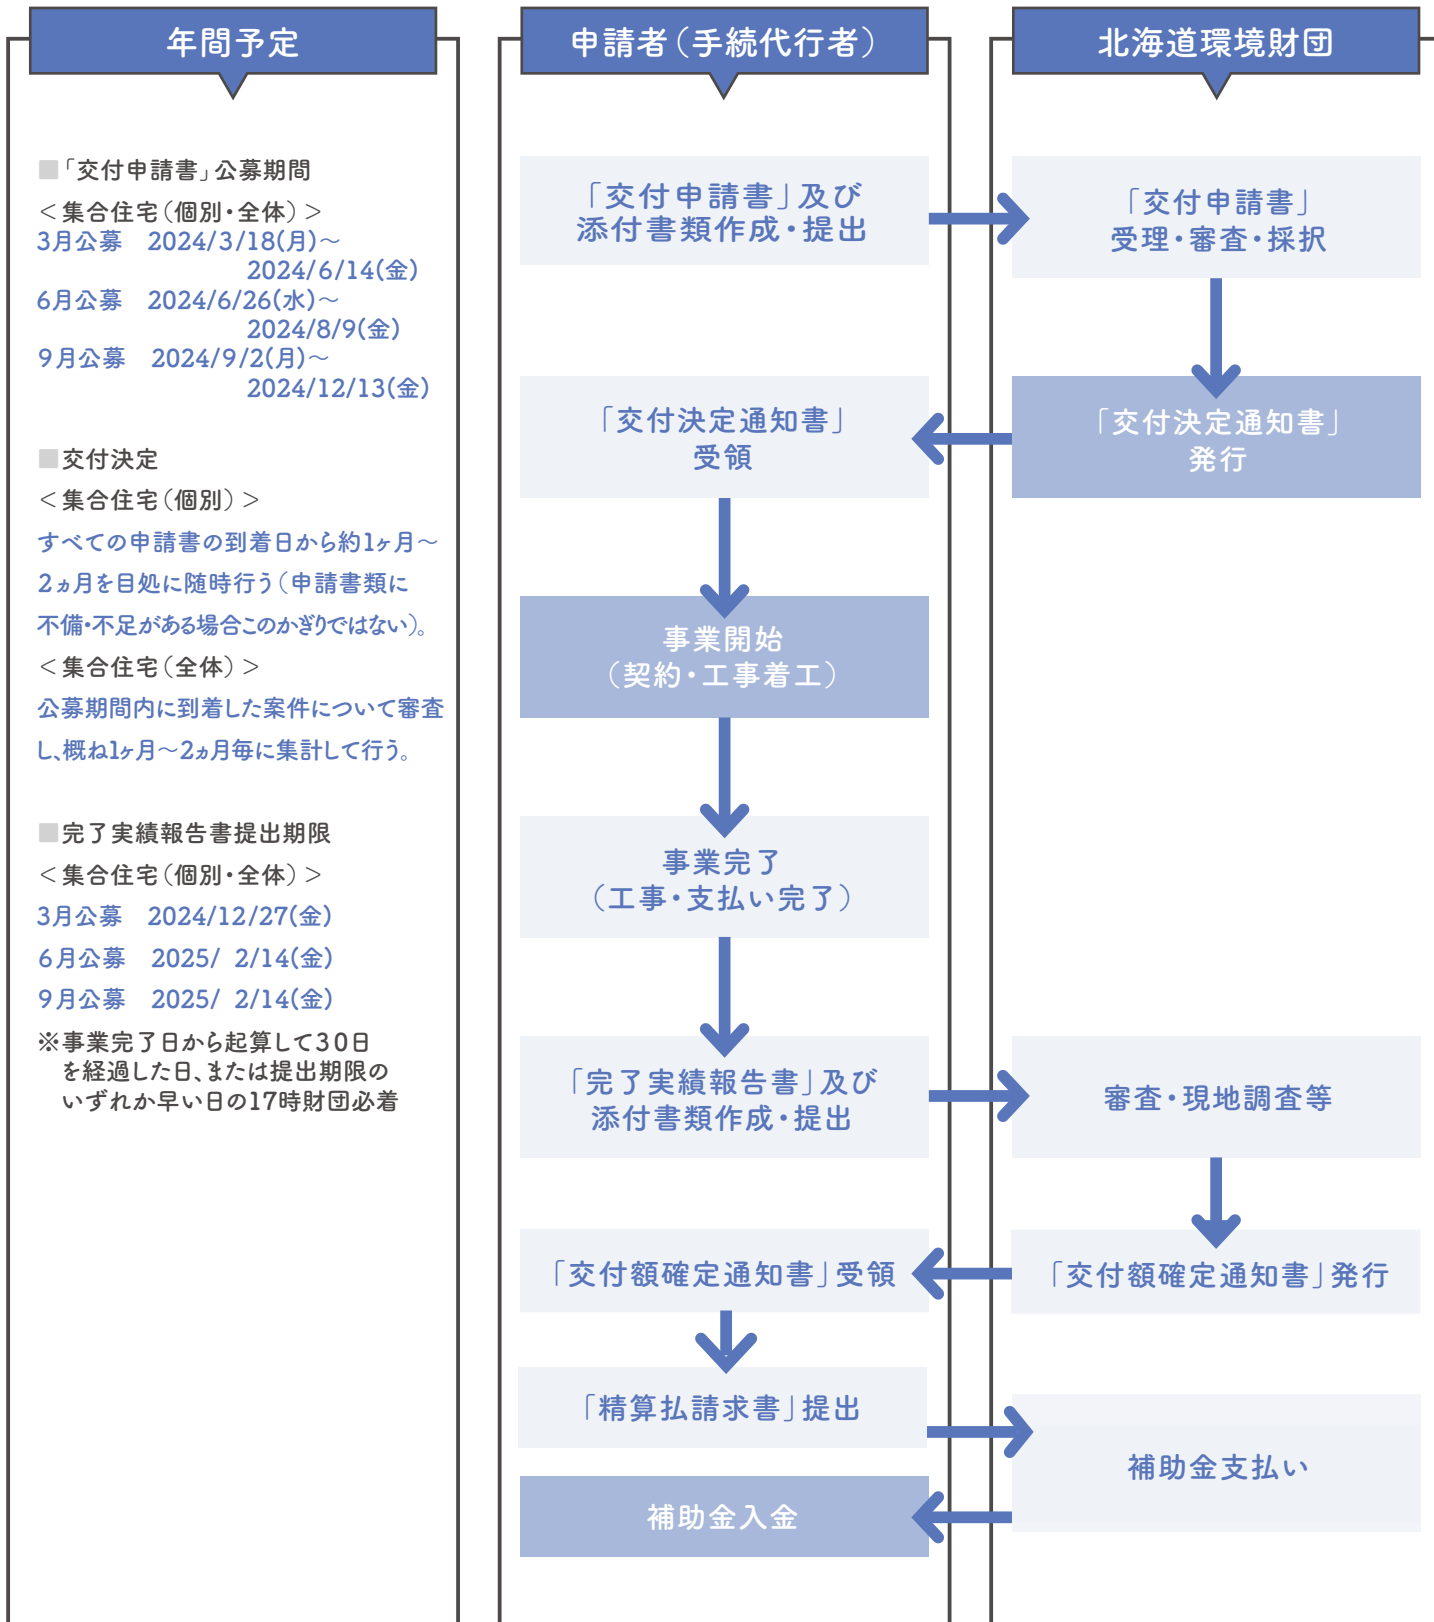 年間予定
■「交付申請書」公募期間
＜集合住宅（個別・全体）＞
3月公募　2024/3/18(月)～
2024/6/14(金)
6月公募　2024/6/26(水)～
2024/8/9(金)
9月公募　2024/9/2(月)～
2024/12/13(金)
■交付決定
＜集合住宅（個別）＞
すべての申請書の到着日から約1ヶ月～
2ヵ月を目処に随時行う（申請書類に
不備・不足がある場合このかぎりではない）。
＜集合住宅（全体）＞
公募期間内に到着した案件について審査
し、概ね1ヶ月～2ヵ月毎に集計して行う。
■完了実績報告書提出期限
＜集合住宅（個別・全体）＞
3月公募　2024/12/27(金)
6月公募　2025/ 2/14(金)
9月公募　2025/ 2/14(金)
※事業完了日から起算して30日
を経過した日、または提出期限の
いずれか早い日の17時財団必着
申請者（手続代行者）
「交付申請書」及び
添付書類作成・提出
「交付決定通知書」
受領
事業開始
（契約・工事着工）
事業完了
（工事・支払い完了）
「完了実績報告書」及び
添付書類作成・提出
「交付額確定通知書」受領
「精算払請求書」提出
補助金入金
北海道環境財団
「交付申請書」
受理・審査・採択
「交付決定通知書」
発行
審査・現地調査等
「交付額確定通知書」発行
補助金支払い